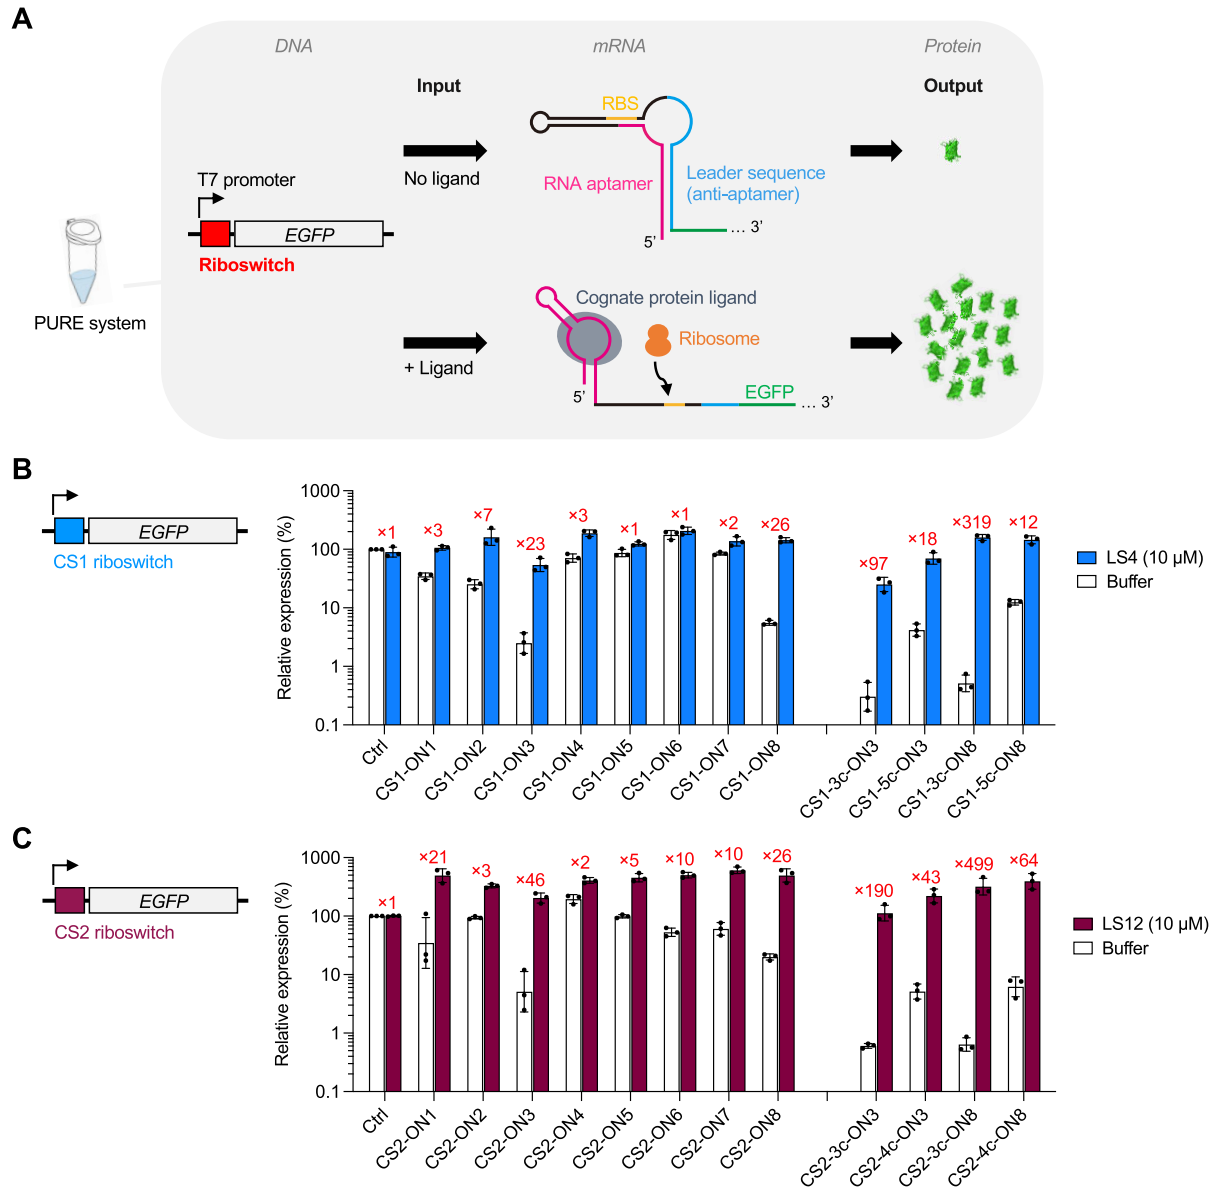 A
DNA
mRNA
Protein
Input
Output
RBS
No ligand
RNA aptamer
Leader sequence
(anti-aptamer)
T7 promoter
EGFP
Riboswitch
5’
... 3’
PURE system
Cognate protein ligand
Ribosome
+ Ligand
EGFP
5’
... 3’
B
EGFP
CS1 riboswitch
Relative expression (%)
1000
100
10
1
0.1
×1
×3
×7
×23
×3
×1
×1
×2
×26
×97
×18
×319
×12
LS4 (10 µM)
Buffer
Ctrl
CS1-ON1
CS1-ON2
CS1-ON3
CS1-ON4
CS1-ON5
CS1-ON6
CS1-ON7
CS1-ON8
CS1-3c-ON3
CS1-5c-ON3
CS1-3c-ON8
CS1-5c-ON8
C
EGFP
CS2 riboswitch
Relative expression (%)
1000
100
10
1
0.1
×1
×21
×3
×46
×2
×5
×10
×10
×26
×190
×43
×499
×64
LS12 (10 µM)
Buffer
Ctrl
CS2-ON1
CS2-ON2
CS2-ON3
CS2-ON4
CS2-ON5
CS2-ON6
CS2-ON7
CS2-ON8
CS2-3c-ON3
CS2-4c-ON3
CS2-3c-ON8
CS2-4c-ON8